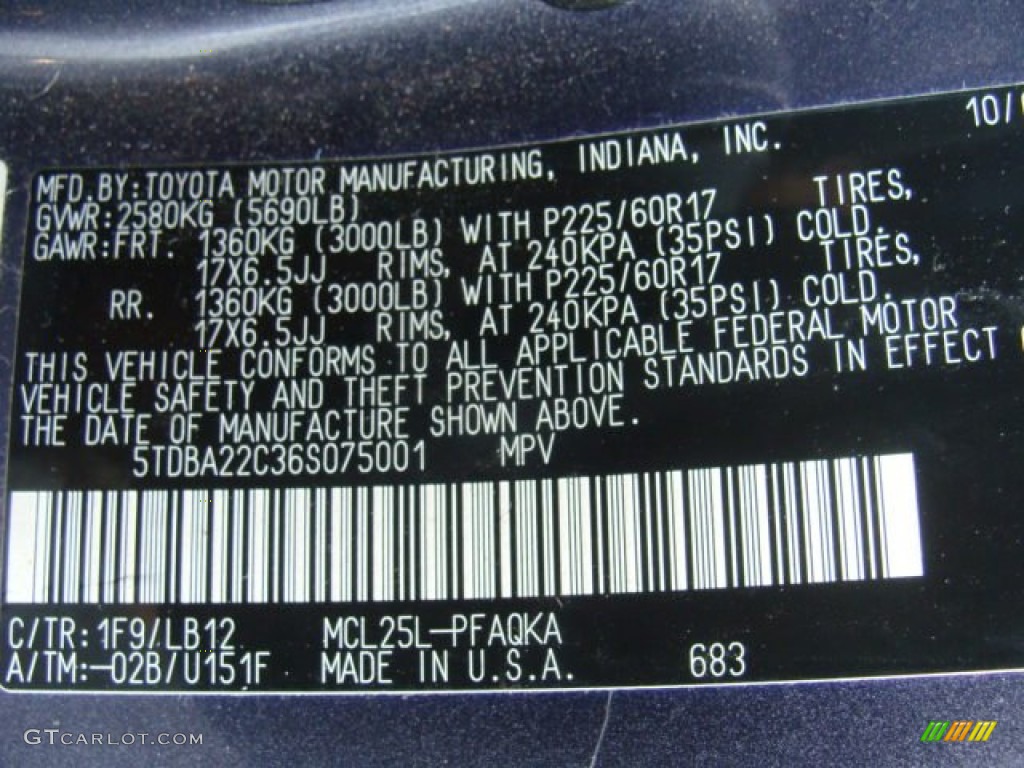 10/
MFD.BY:TOYOTA MOTOR MANUFACTURING, INDIANA, INC.
GVWR:2580KG (5690LB)
GAWR:FRT. 1360KG (3000LB) WITH P225/60R17 TIRES,
17X6.5JJ RIMS, AT 240KPA (35PSI) COLD.
RR. 1360KG (3000LB) WITH P225/60R17 TIRES,
17X6.5JJ RIMS, AT 240KPA (35PSI) COLD.
THIS VEHICLE CONFORMS TO ALL APPLICABLE FEDERAL MOTOR
VEHICLE SAFETY AND THEFT PREVENTION STANDARDS IN EFFECT
THE DATE OF MANUFACTURE SHOWN ABOVE.
5TDBA22C36S075001 MPV
C/TR:1F9/LB12 MCL25L-PFAQKA
A/TM:-02B/U151F MADE IN U.S.A. 683
GTCARLOT.COM